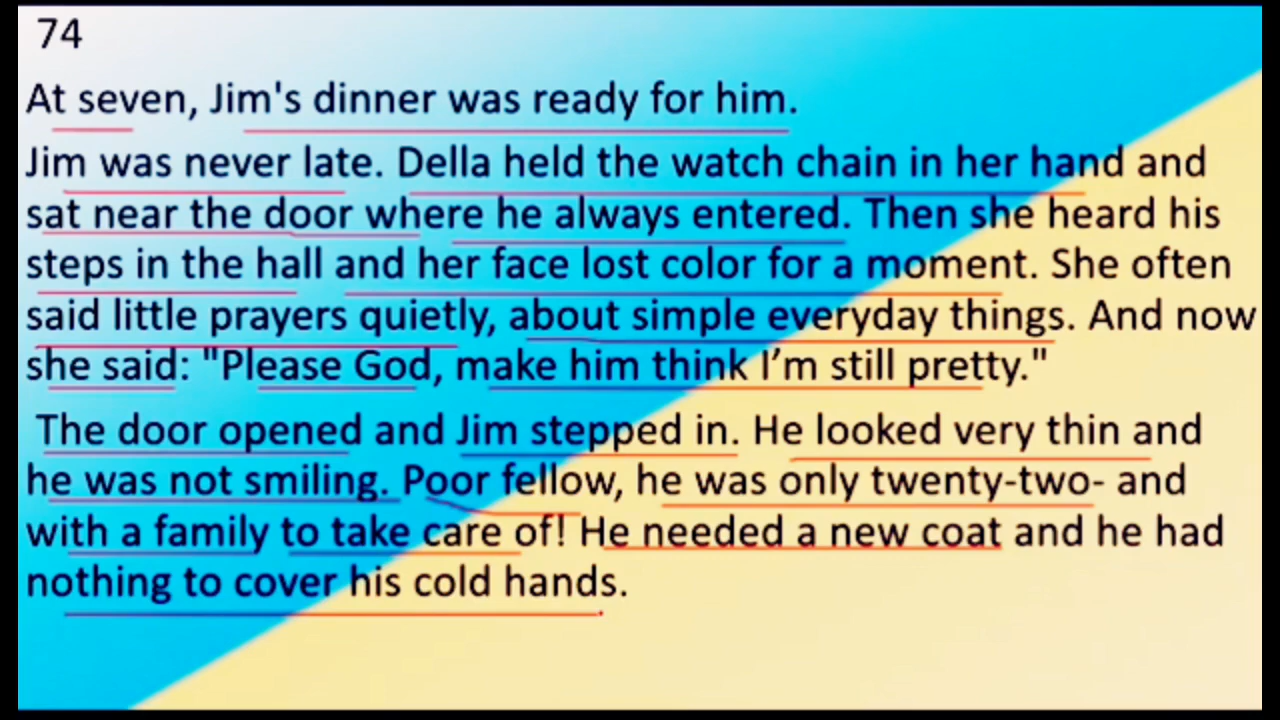 74
At seven, Jim's dinner was ready for him.
Jim was never late. Della held the watch chain in her hand and
sat near the door where he always entered. Then she heard his
steps in the hall and her face lost color for a moment. She often
said little prayers quietly, about simple everyday things. And now
she said: "Please God, make him think I’m still pretty."
The door opened and Jim stepped in. He looked very thin and
he was not smiling. Poor fellow, he was only twenty-two- and
with a family to take care of! He needed a new coat and he had
nothing to cover his cold hands.